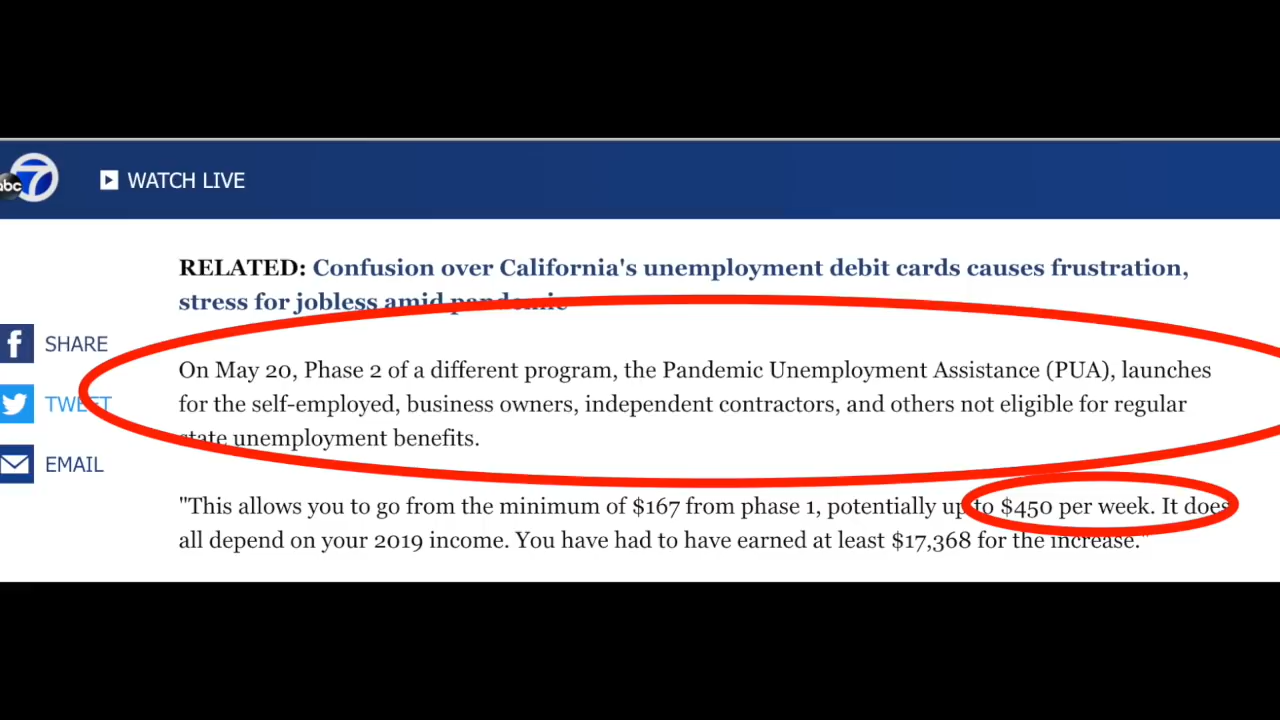 abc 7
WATCH LIVE
RELATED: Confusion over California's unemployment debit cards causes frustration,
stress for jobless amid pandemic
SHARE
On May 20, Phase 2 of a different program, the Pandemic Unemployment Assistance (PUA), launches
TWEET
for the self-employed, business owners, independent contractors, and others not eligible for regular
state unemployment benefits.
EMAIL
"This allows you to go from the minimum of $167 from phase 1, potentially up to $450 per week. It does
all depend on your 2019 income. You have had to have earned at least $17,368 for the increase."